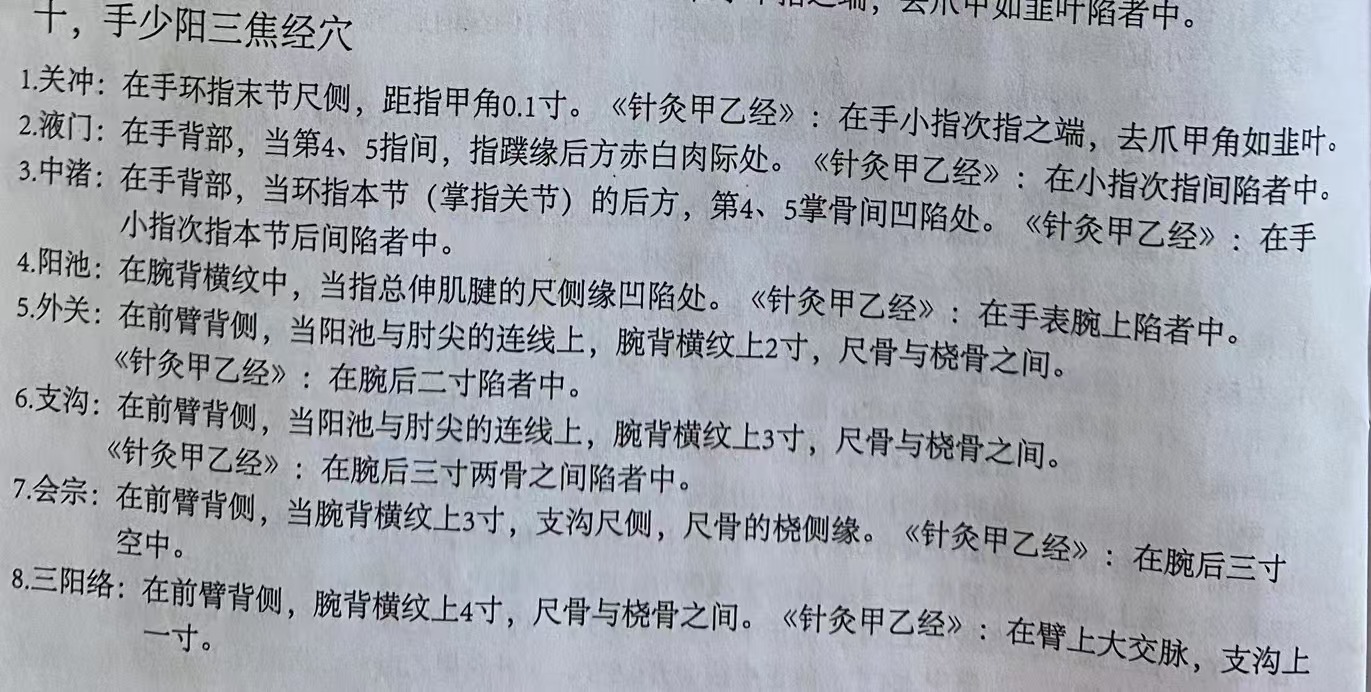 去爪甲如韭叶陷者中。
十，手少阳三焦经穴
1.关冲：在手环指末节尺侧，距指甲角0.1寸。《针灸甲乙经》：在手小指次指之端，去爪甲角如韭叶。
2.液门：在手背部，当第4、5指间，指蹼缘后方赤白肉际处。《针灸甲乙经》：在小指次指间陷者中。
3.中渚：在手背部，当环指本节（掌指关节）的后方，第4、5掌骨间凹陷处。《针灸甲乙经》：在手
小指次指本节后间陷者中。
4.阳池：在腕背横纹中，当指总伸肌腱的尺侧缘凹陷处。《针灸甲乙经》：在手表腕上陷者中。
5.外关：在前臂背侧，当阳池与肘尖的连线上，腕背横纹上2寸，尺骨与桡骨之间。
《针灸甲乙经》：在腕后二寸陷者中。
6.支沟：在前臂背侧，当阳池与肘尖的连线上，腕背横纹上3寸，尺骨与桡骨之间。
《针灸甲乙经》：在腕后三寸两骨之间陷者中。
7.会宗：在前臂背侧，当腕背横纹上3寸，支沟尺侧，尺骨的桡侧缘。《针灸甲乙经》：在腕后三寸
空中。
8.三阳络：在前臂背侧，腕背横纹上4寸，尺骨与桡骨之间。《针灸甲乙经》：在臂上大交脉，支沟上
一寸。